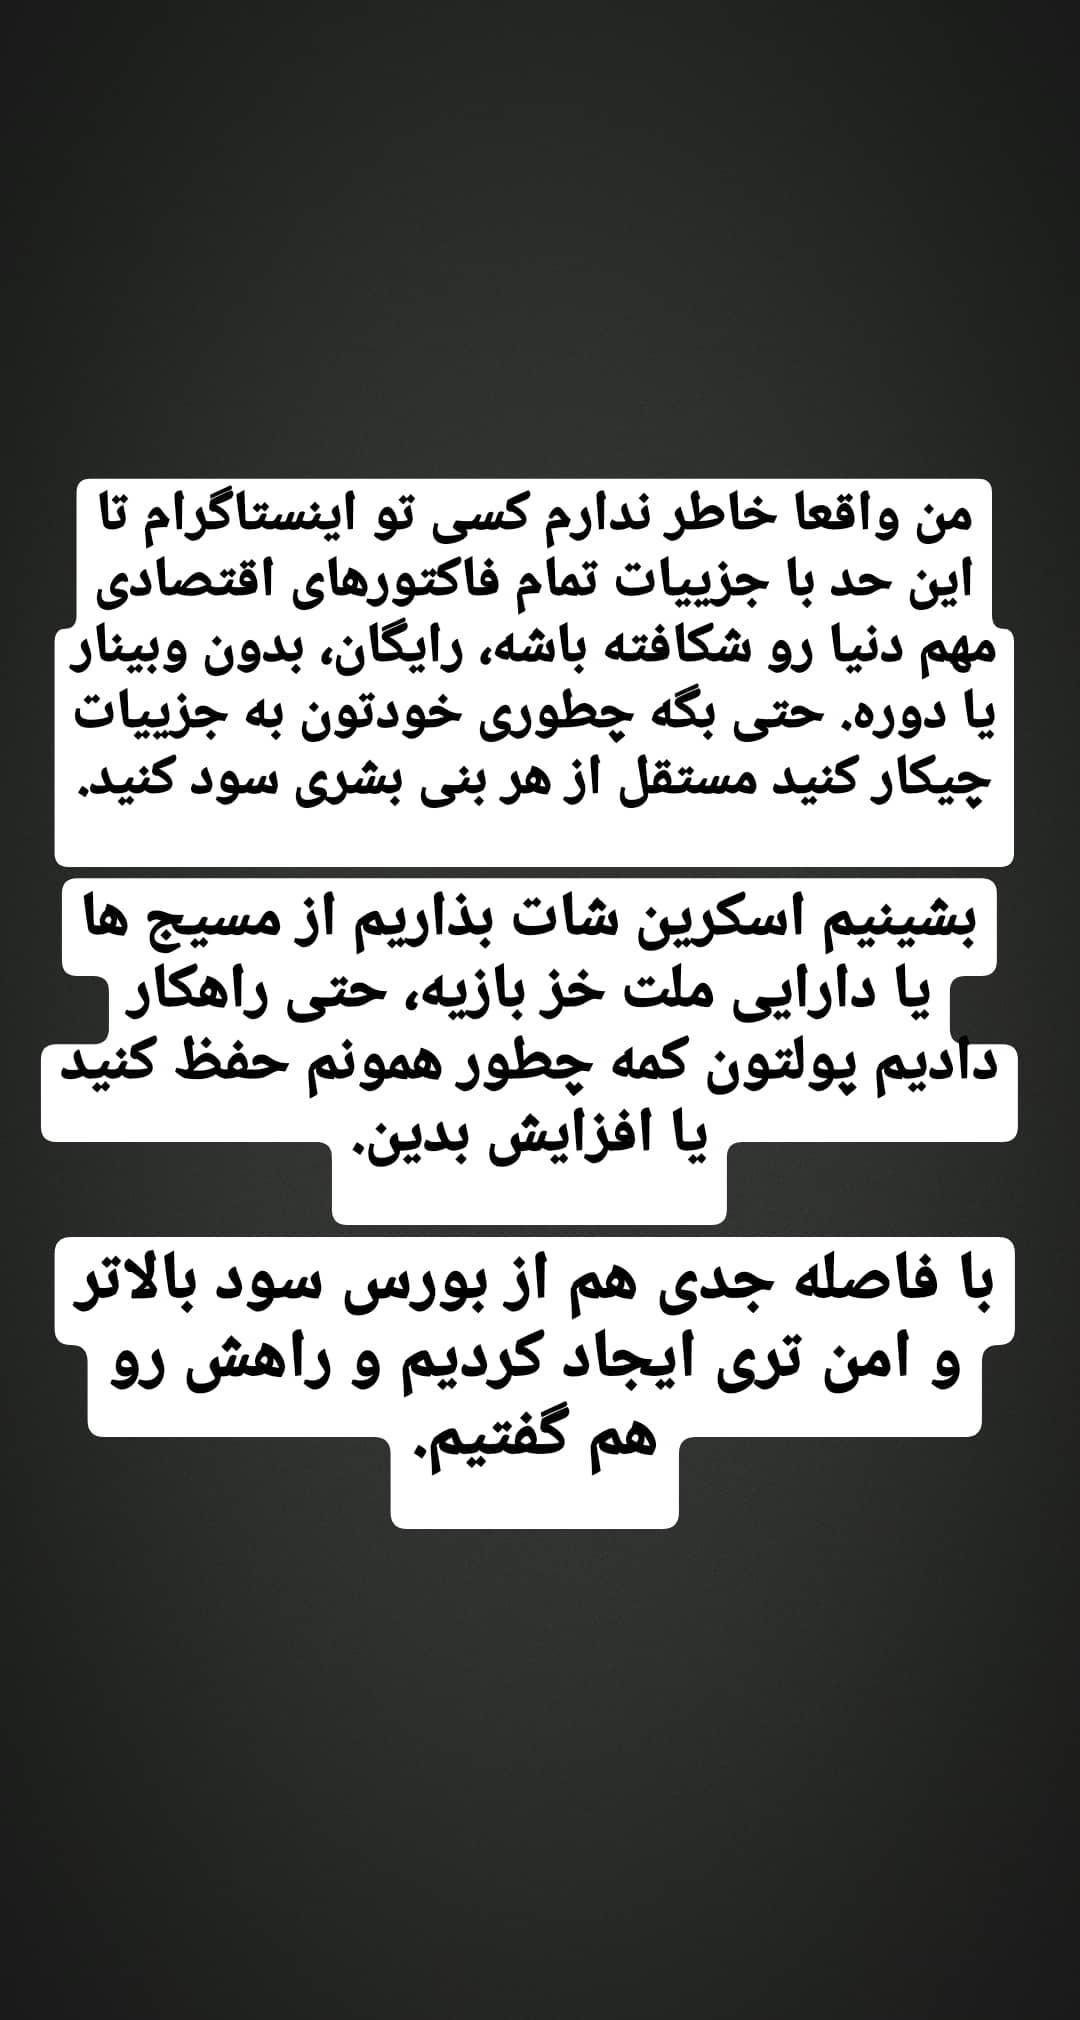 من واقعا خاطر ندارم کسی تو اینستاگرام تا
این حد با جزییات تمام فاکتورهای اقتصادی
مهم دنیا رو شکافته باشه، رایگان، بدون وبینار
یا دوره. حتی بگه چطوری خودتون به جزییات
چیکار کنید مستقل از هر بنی بشری سود کنید.
بشینیم اسکرین شات بذاریم از مسیج ها
یا دارایی ملت خز بازیه، حتی راهکار
دادیم پولتون کمه چطور همونم حفظ کنید
یا افزایش بدین.
با فاصله جدی هم از بورس سود بالاتر
و امن تری ایجاد کردیم و راهش رو
هم گفتیم.